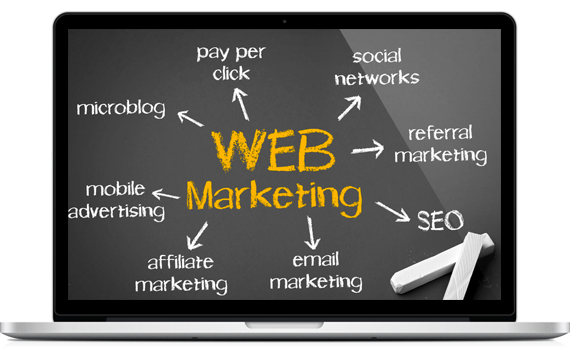 pay per
click
social
networks
microblog
WEB
Marketing
referral
marketing
mobile
advertising
SEO
affiliate
marketing
email
marketing